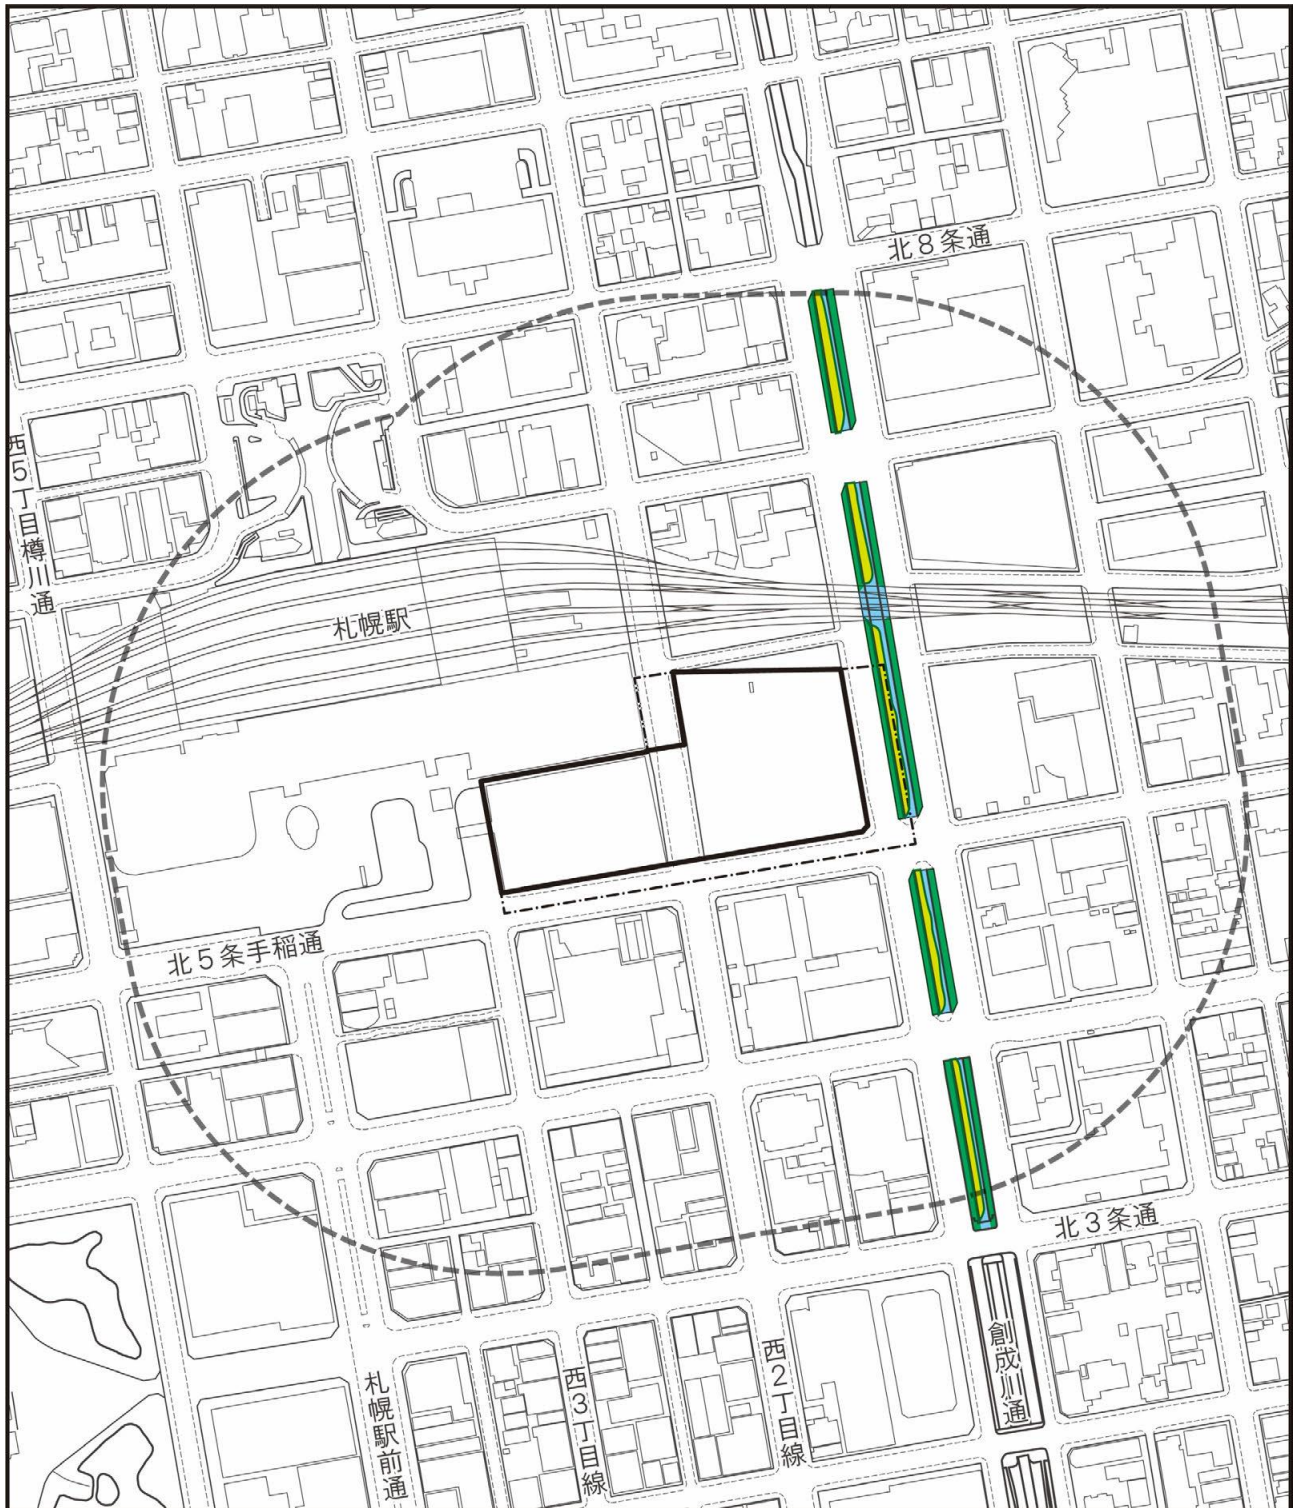 北8条通
西5丁目樽川通
札幌駅
北5条手稲通
北3条通
創成川通
西2丁目線
西3丁目線
札幌駅前通